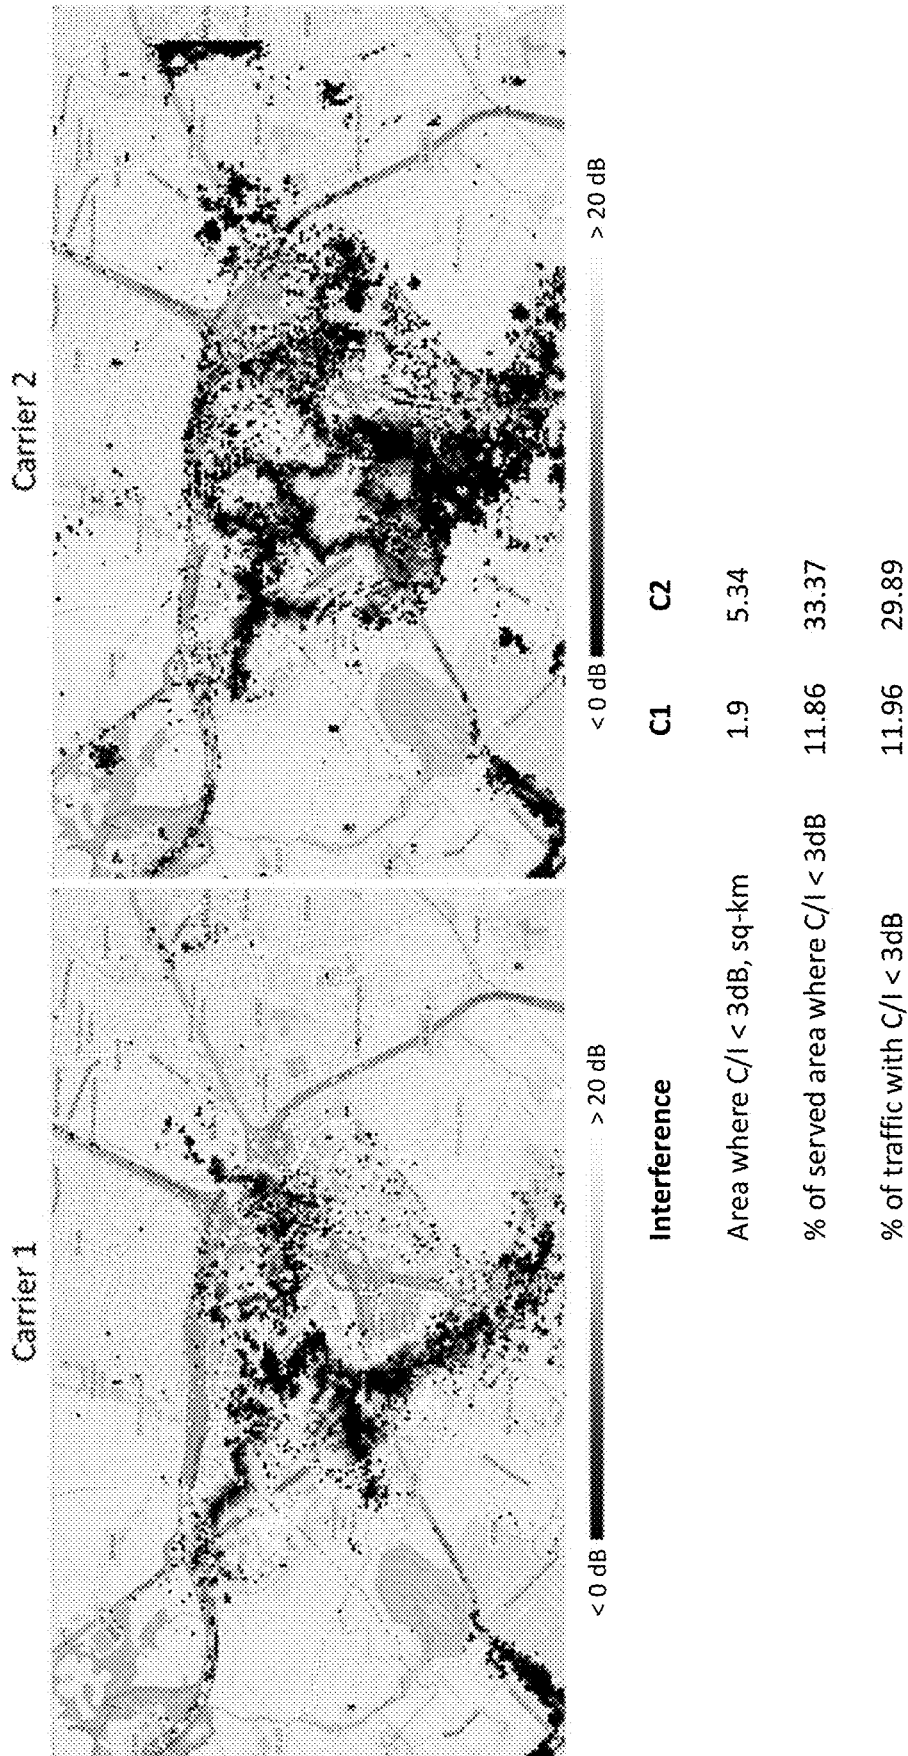 Carrier 1
Carrier 2
< 0 dB > 20 dB
< 0 dB > 20 dB
Interference C1 C2
Area where C/I < 3dB, sq-km 1.9 5.34
% of served area where C/I < 3dB 11.86 33.37
% of traffic with C/I < 3dB 11.96 29.89